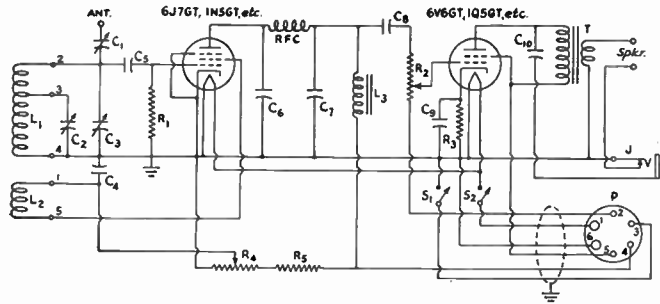 ANT.
6J7GT, 1N5GT, etc.
6V6GT, 1Q5GT, etc.
RFC
C1
C5
C8
C10
T
Spkr.
2
3
L1
4
C2
C3
R1
C6
C7
L3
R2
C9
R3
J
V
C4
1
L2
5
S1
S2
P
2
1
3
6
5
4
R4
R5